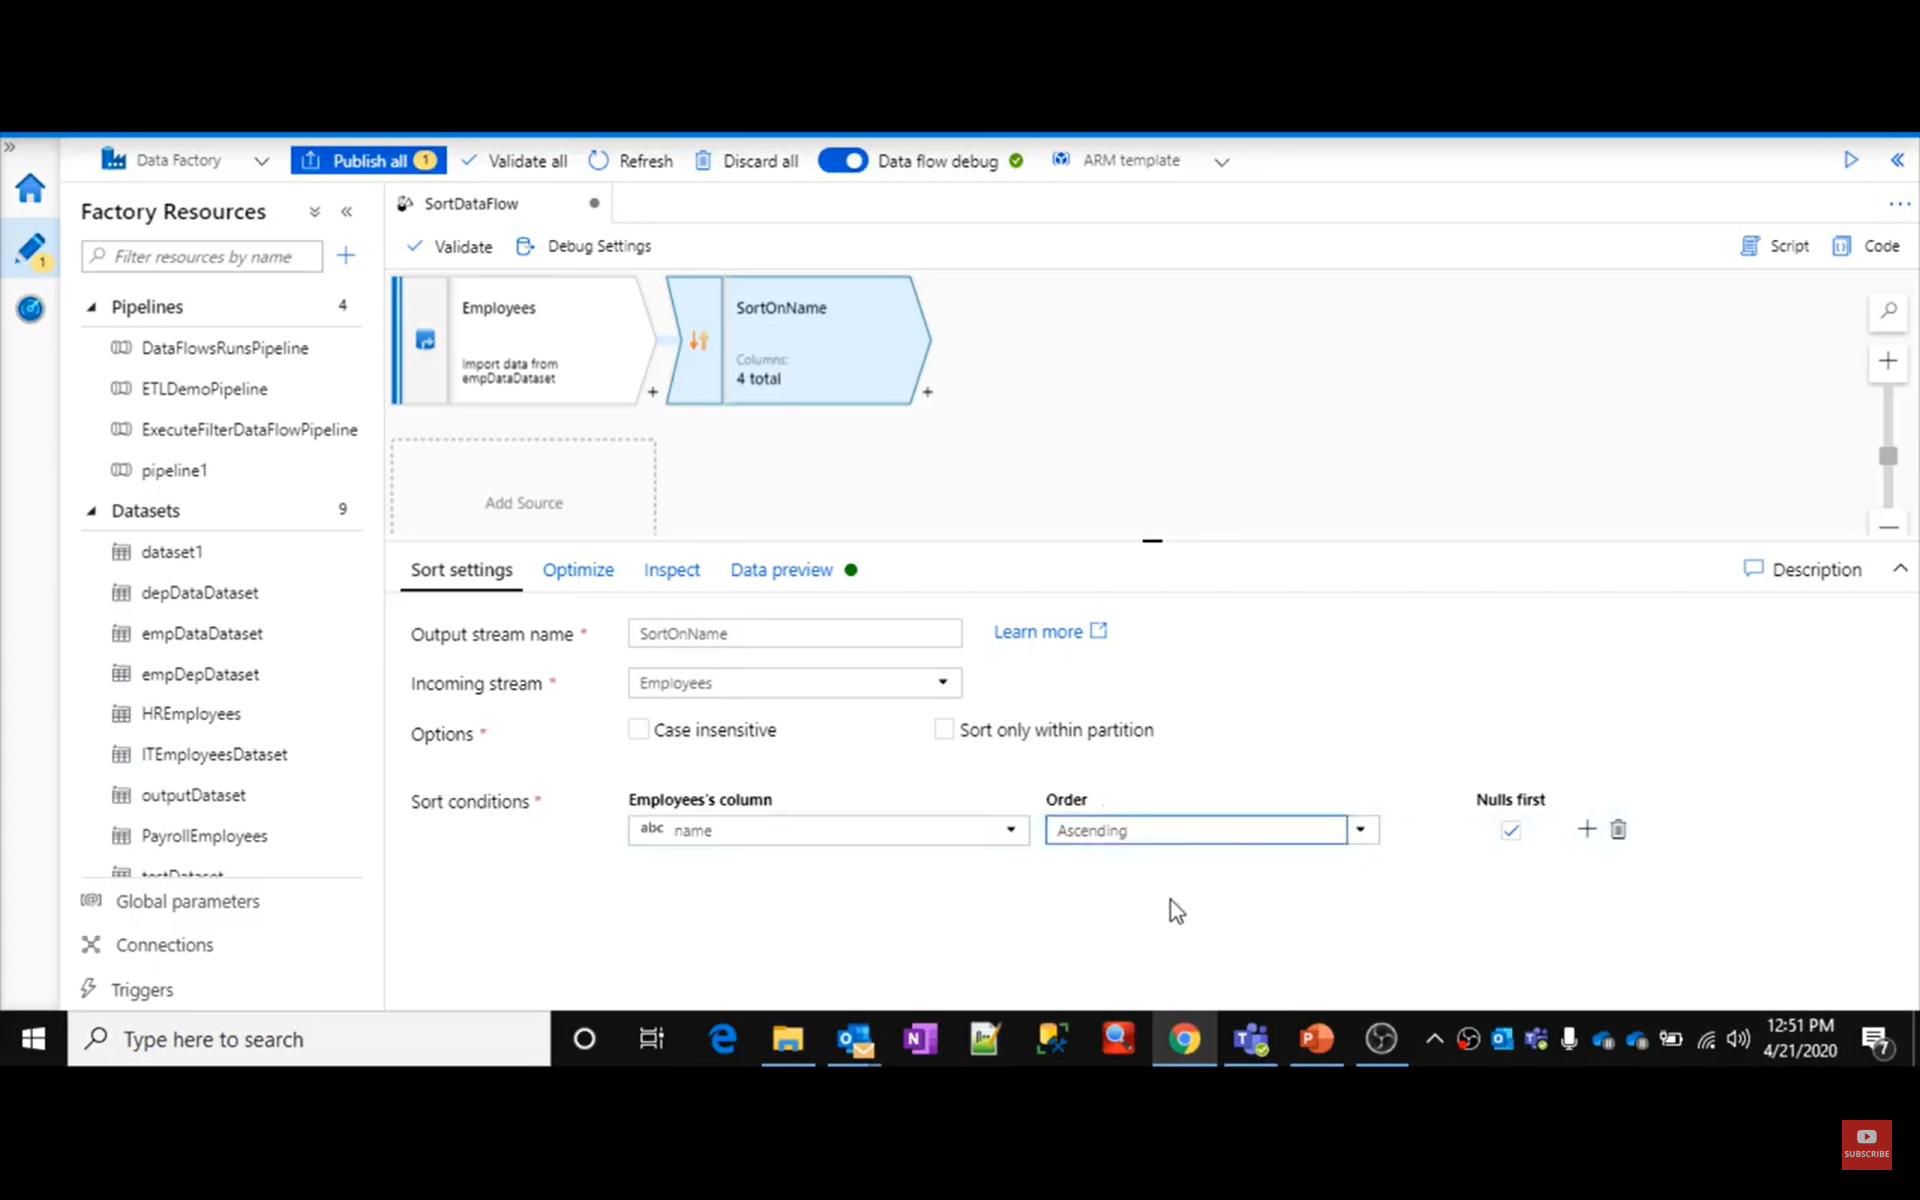 Data Factory
Publish all 1
Validate all
Refresh
Discard all
Data flow debug
ARM template
1
Factory Resources
Filter resources by name
Pipelines 4
DataFlowsRunsPipeline
ETLDemoPipeline
ExecuteFilterDataFlowPipeline
pipeline1
Datasets 9
dataset1
depDataDataset
empDataDataset
empDepDataset
HREmployees
ITEmployeesDataset
outputDataset
PayrollEmployees
testDataset
Global parameters
Connections
Triggers
SortDataFlow
Validate
Debug Settings
Script
Code
Employees
Import data from
empDataDataset
SortOnName
Columns:
4 total
Add Source
Sort settings
Optimize
Inspect
Data preview
Description
Output stream name *
SortOnName
Learn more
Incoming stream *
Employees
Options *
Case insensitive
Sort only within partition
Sort conditions *
Employees's column
Order
Nulls first
abc name
Ascending
Type here to search
12:51 PM
4/21/2020
7
SUBSCRIBE